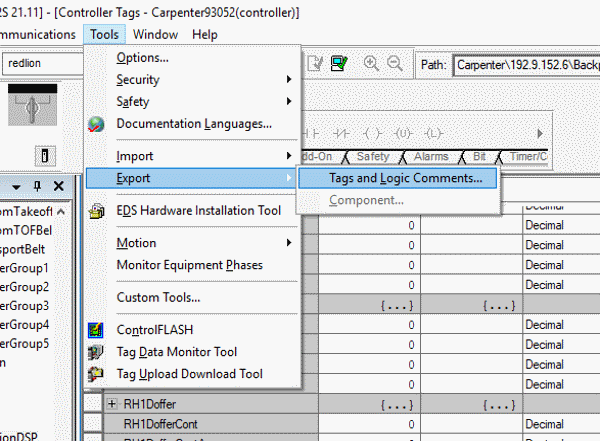 2S 21.11] - [Controller Tags - Carpenter93052(controller)]
mmunications Tools Window Help
redlion
Path: Carpenter\192.9.152.6\Backp
Options...
Security
Safety
Documentation Languages...
Import
Export
Tags and Logic Comments...
Component...
EDS Hardware Installation Tool
Motion
Monitor Equipment Phases
Custom Tools...
ControlFLASH
Tag Data Monitor Tool
Tag Upload Download Tool
(U) (L)
dd-On Safety Alarms Bit Timer/C
omTakeoff
omTOFBel
sportBelt
erGroup1
erGroup2
erGroup3
erGroup4
erGroup5
n
ionDSP
0 Decimal
0 Decimal
0 Decimal
0 Decimal
{...} {...}
0 Decimal
0 Decimal
0 Decimal
0 Decimal
RH1Doffer {...} {...}
RH1DofferCont 0 Decimal